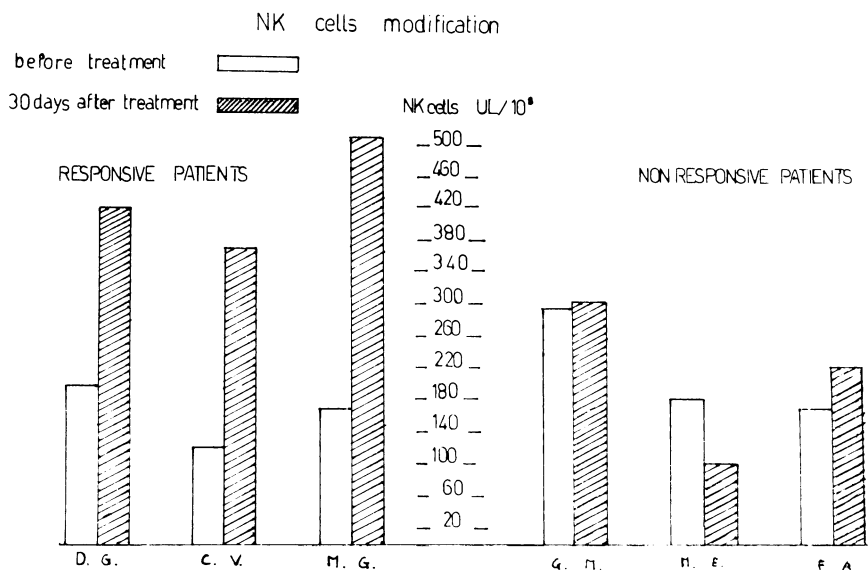 NK cells modification
before treatment
30 days after treatment
NK cells UL/10⁸
RESPONSIVE PATIENTS
NON RESPONSIVE PATIENTS
500
460
420
380
340
300
260
220
180
140
100
60
20
D. G. C. V. M. G. G. M. M. E. F A